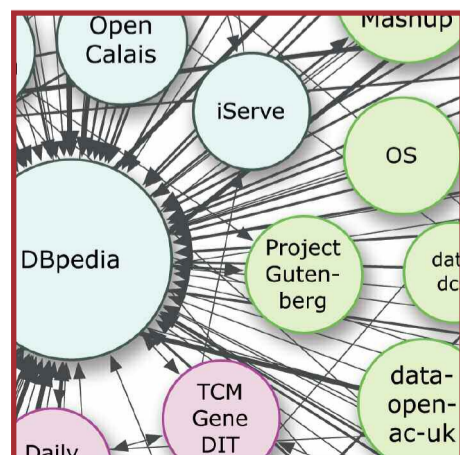 Open
Calais
Mashup
iServe
OS
DBpedia
Project
Guten-
berg
data-
open-
ac-uk
TCM
Gene
DIT
Daily